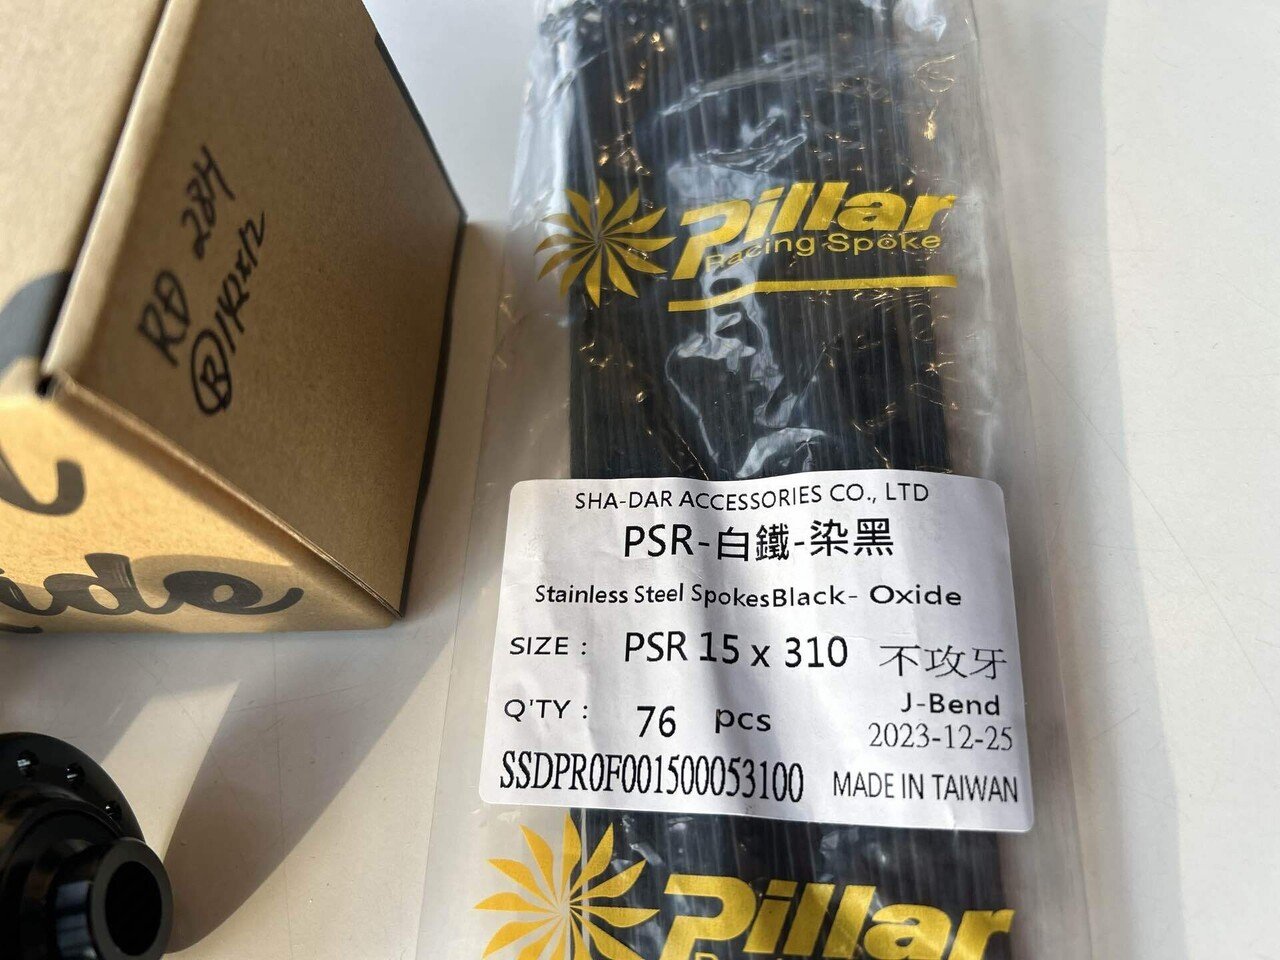 RD 28H
Ⓑ 142x12
ide
Pillar
Racing Spoke
SHA-DAR ACCESSORIES CO., LTD
PSR-白鐵-染黑
Stainless Steel SpokesBlack- Oxide
SIZE : PSR 15 x 310 不攻牙
Q'TY : 76 pcs J-Bend
2023-12-25
SSDPR0F001500053100 MADE IN TAIWAN
Pillar